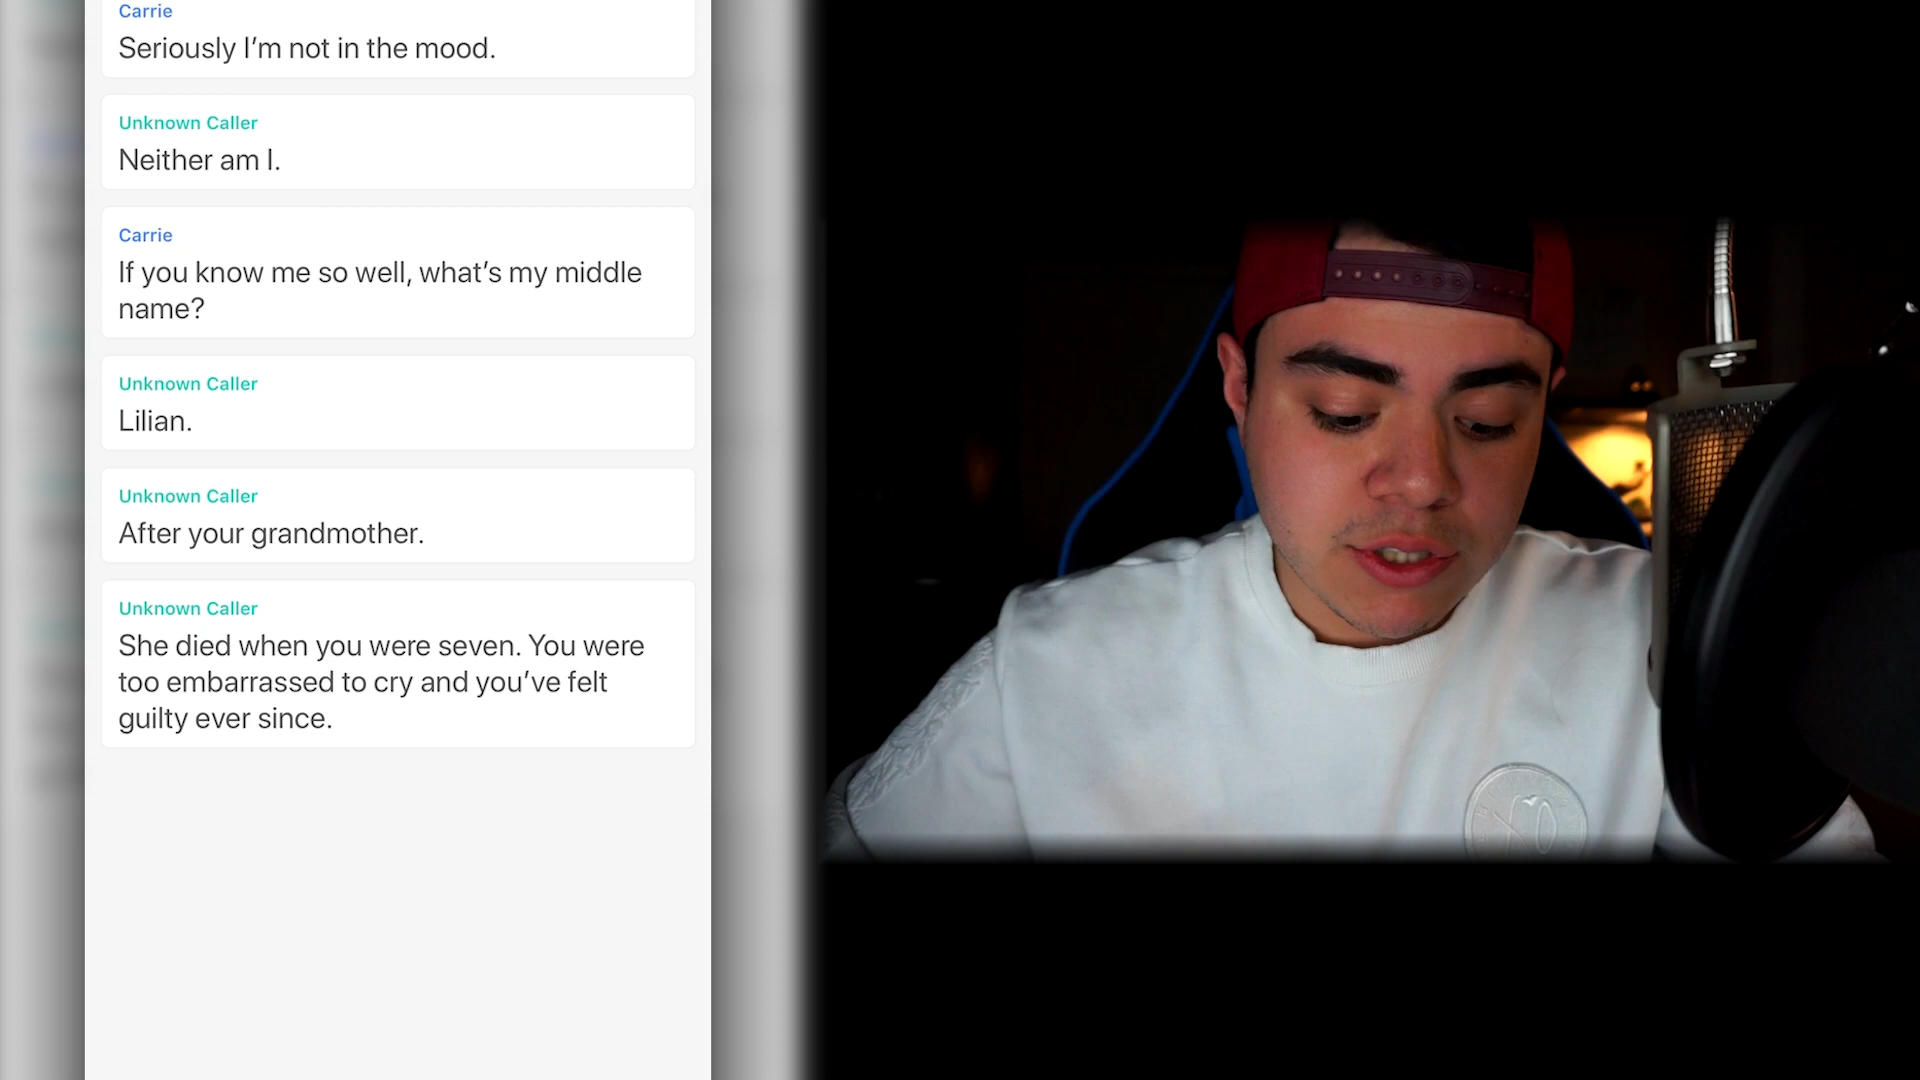 Carrie
Seriously I’m not in the mood.
Unknown Caller
Neither am I.
Carrie
If you know me so well, what’s my middle
name?
Unknown Caller
Lilian.
Unknown Caller
After your grandmother.
Unknown Caller
She died when you were seven. You were
too embarrassed to cry and you’ve felt
guilty ever since.
XO